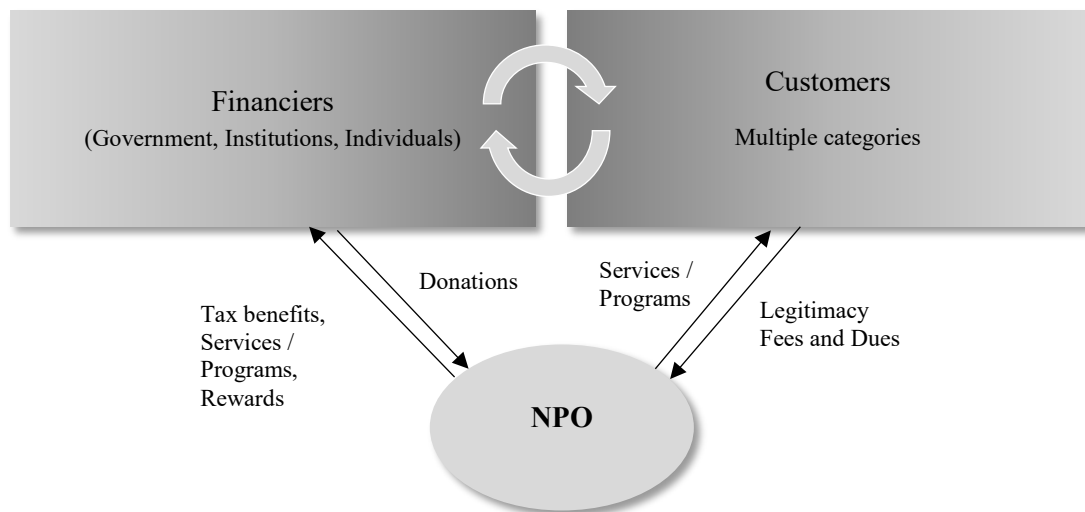 Financiers
(Government, Institutions, Individuals)
Customers
Multiple categories
Donations
Tax benefits,
Services /
Programs,
Rewards
Services /
Programs
Legitimacy
Fees and Dues
NPO